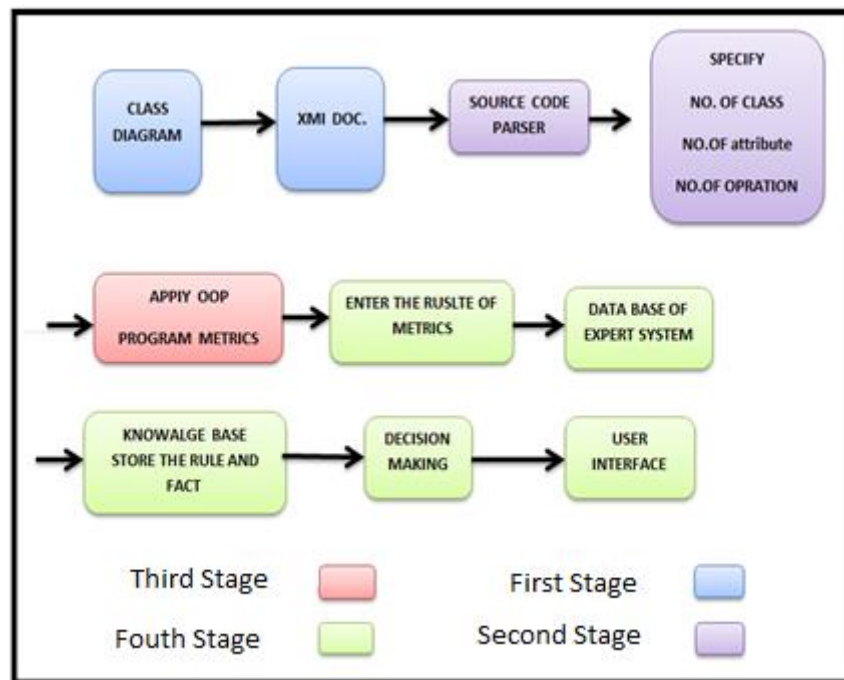 CLASS
DIAGRAM
XMI DOC.
SOURCE CODE
PARSER
SPECIFY
NO. OF CLASS
NO.OF attribute
NO.OF OPRATION
APPIY OOP
PROGRAM METRICS
ENTER THE RUSLTE OF
METRICS
DATA BASE OF
EXPERT SYSTEM
KNOWALGE BASE
STORE THE RULE AND
FACT
DECISION
MAKING
USER
INTERFACE
Third Stage
First Stage
Fouth Stage
Second Stage